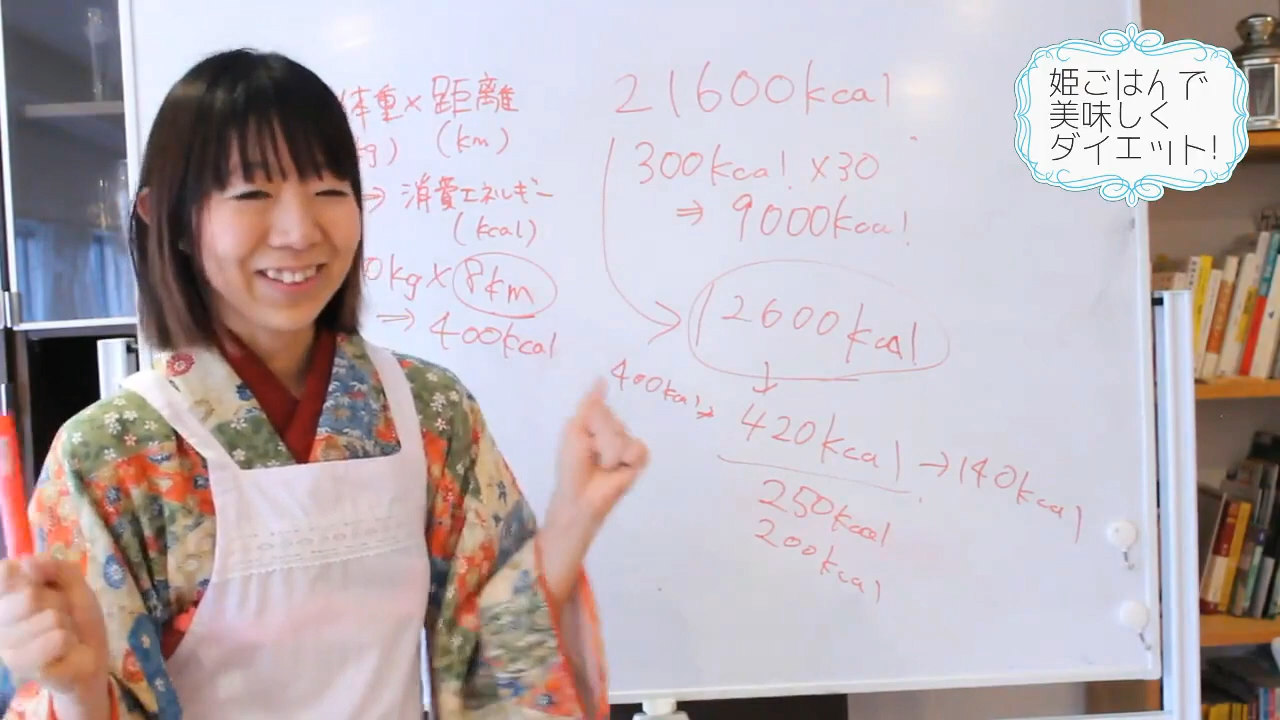 体重×距離
(km)
⇒ 消費エネルギー
(kcal)
0kg×8km
⇒ 400kcal
21600kcal
300kcal×30
⇒ 9000kcal
12600kcal
400kcal→
420kcal→140kcal
250kcal
200kcal
姫ごはんで
美味しく
ダイエット!